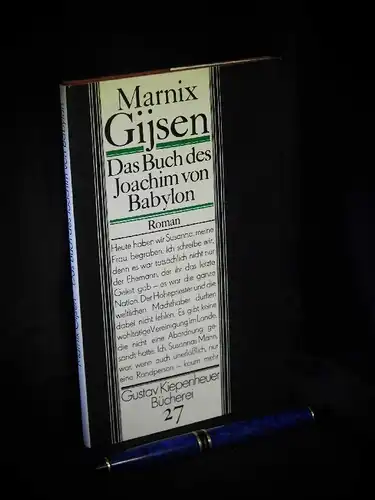 Marnix
Gijsen
Das Buch des
Joachim von
Babylon
Roman
Heute haben wir Susanna, meine
Frau, begraben. Ich schreibe wir,
denn es war tatsächlich nicht nur
der Ehemann, der ihr das letzte
Geleit gab – es war die ganze
Nation. Der Hohepriester und die
weltlichen Machthaber durften
dabei nicht fehlen. Es gibt keine
wohltätige Vereinigung im Lande,
die nicht eine Abordnung ge-
sandt hatte. Ich, Susannas Mann,
war, wenn auch unerläßlich, nur
eine Randperson – kaum mehr
Gustav Kiepenheuer
Bücherei
27